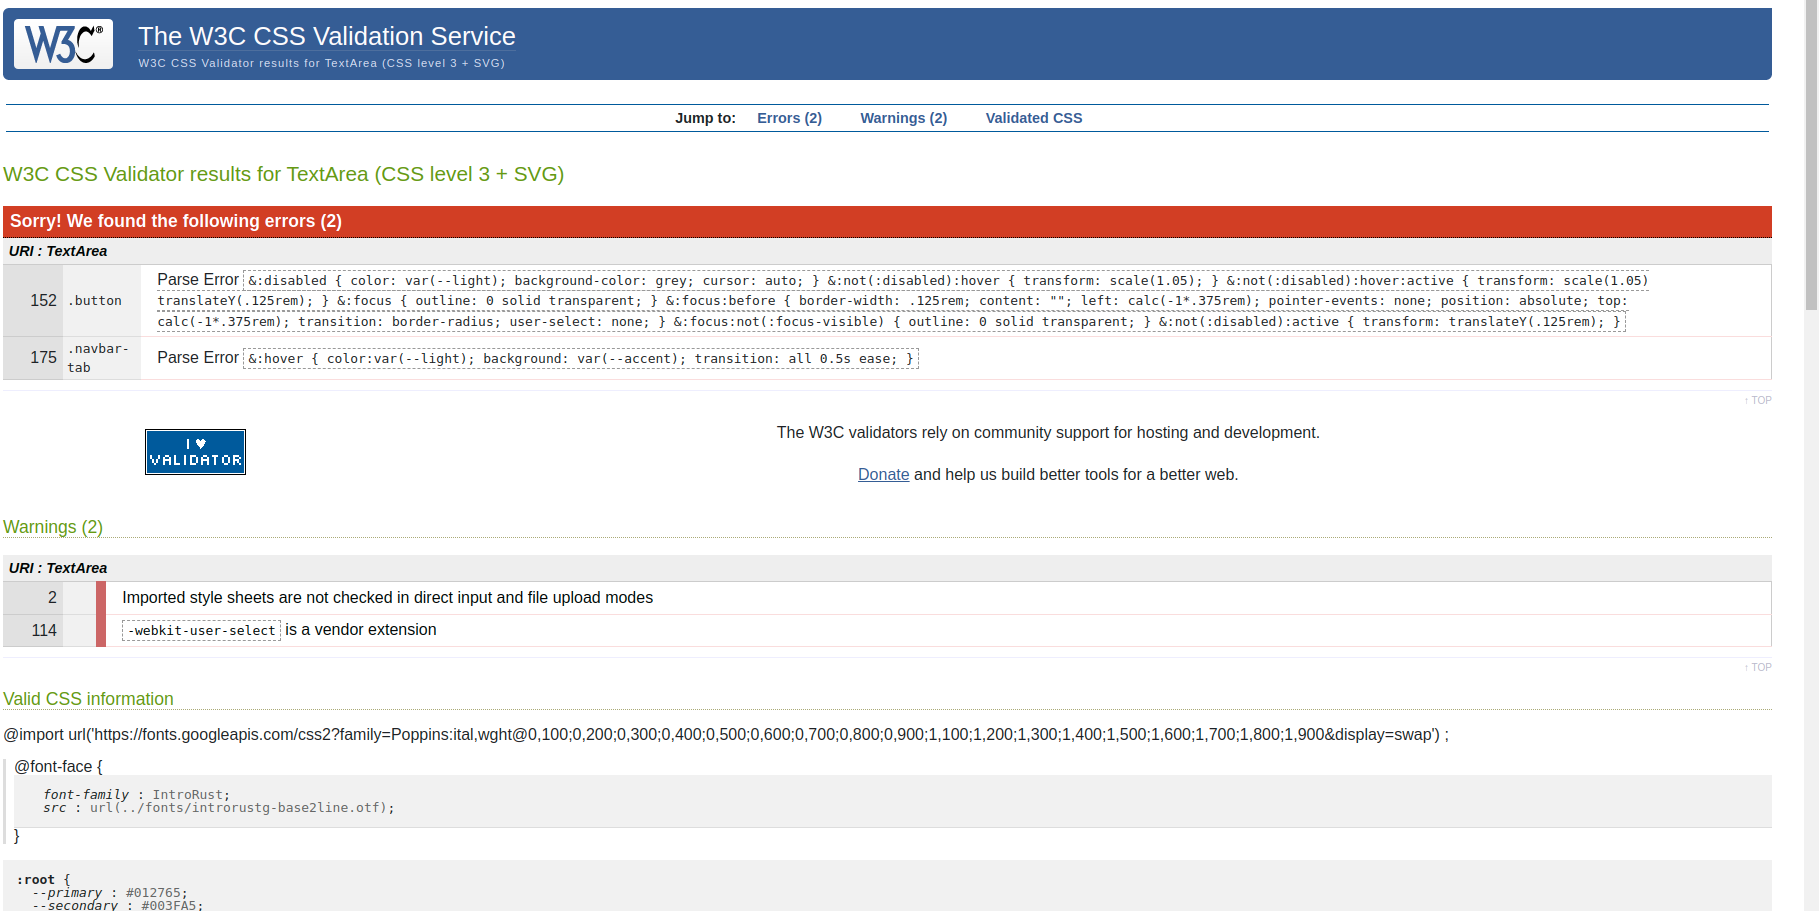 W3C®
The W3C CSS Validation Service
W3C CSS Validator results for TextArea (CSS level 3 + SVG)
Jump to: Errors (2) Warnings (2) Validated CSS
W3C CSS Validator results for TextArea (CSS level 3 + SVG)
Sorry! We found the following errors (2)
URI : TextArea
152 .button Parse Error &:disabled { color: var(--light); background-color: grey; cursor: auto; } &:not(:disabled):hover { transform: scale(1.05); } &:not(:disabled):hover:active { transform: scale(1.05)
translateY(.125rem); } &:focus { outline: 0 solid transparent; } &:focus:before { border-width: .125rem; content: ""; left: calc(-1*.375rem); pointer-events: none; position: absolute; top:
calc(-1*.375rem); transition: border-radius; user-select: none; } &:focus:not(:focus-visible) { outline: 0 solid transparent; } &:not(:disabled):active { transform: translateY(.125rem); }
175 .navbar-
tab Parse Error &:hover { color:var(--light); background: var(--accent); transition: all 0.5s ease; }
↑ TOP
I ♥
VALIDATOR
The W3C validators rely on community support for hosting and development.
Donate and help us build better tools for a better web.
Warnings (2)
URI : TextArea
2 Imported style sheets are not checked in direct input and file upload modes
114 -webkit-user-select is a vendor extension
↑ TOP
Valid CSS information
@import url('https://fonts.googleapis.com/css2?family=Poppins:ital,wght@0,100;0,200;0,300;0,400;0,500;0,600;0,700;0,800;0,900;1,100;1,200;1,300;1,400;1,500;1,600;1,700;1,800;1,900&display=swap') ;
@font-face {
font-family : IntroRust;
src : url(../fonts/introrustg-base2line.otf);
}
:root {
--primary : #012765;
--secondary : #003FA5;